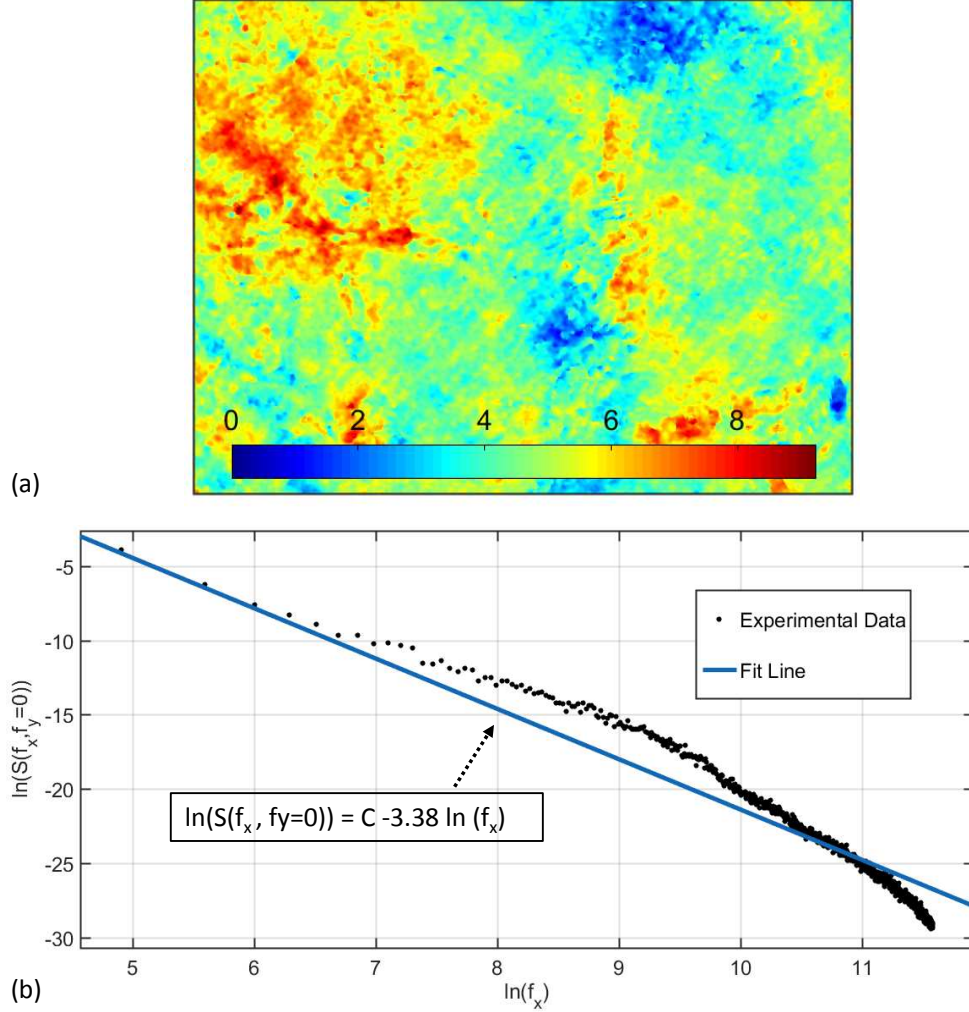 0 2 4 6 8
(a)
-5
-10
-15
-20
-25
-30
ln(S(fx,fy=0))
Experimental Data
Fit Line
ln(S(fx , fy=0)) = C -3.38 ln (fx)
5 6 7 8 9 10 11
ln(fx)
(b)